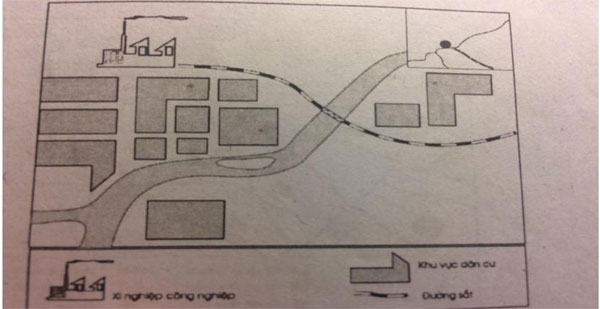 Khu vực dân cư
Xí nghiệp công nghiệp
Đường sắt